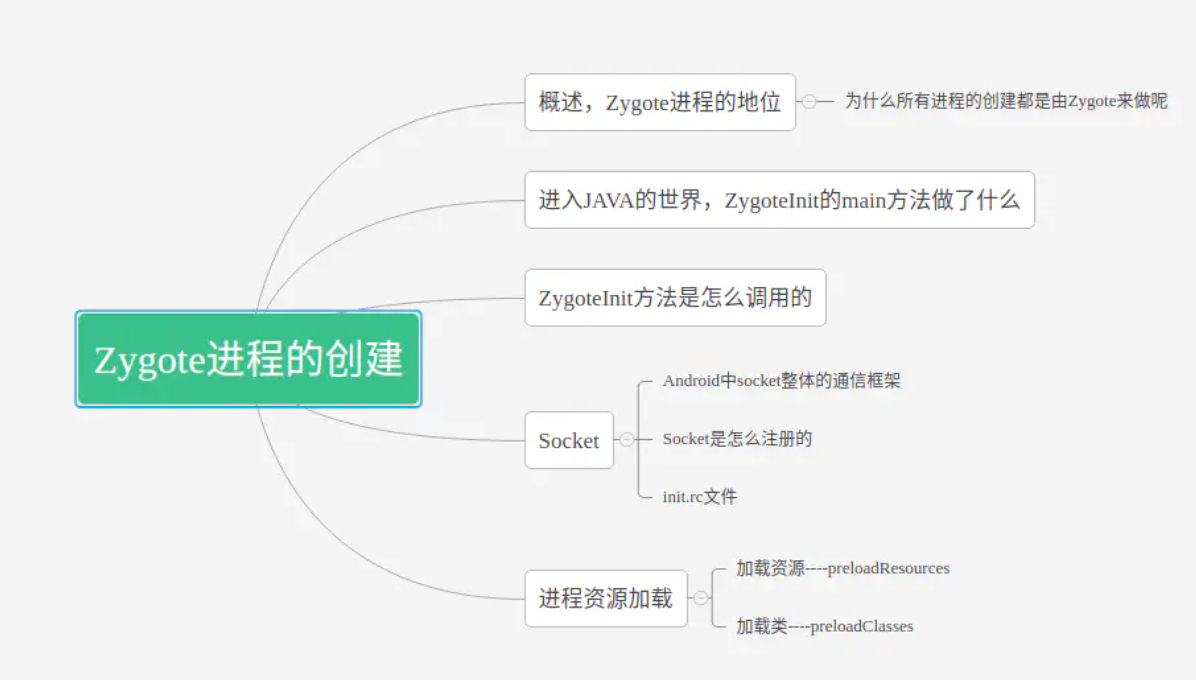 概述，Zygote进程的地位
为什么所有进程的创建都是由Zygote来做呢
进入JAVA的世界，ZygoteInit的main方法做了什么
ZygoteInit方法是怎么调用的
Zygote进程的创建
Android中socket整体的通信框架
Socket
Socket是怎么注册的
init.rc文件
进程资源加载
加载资源----preloadResources
加载类----preloadClasses